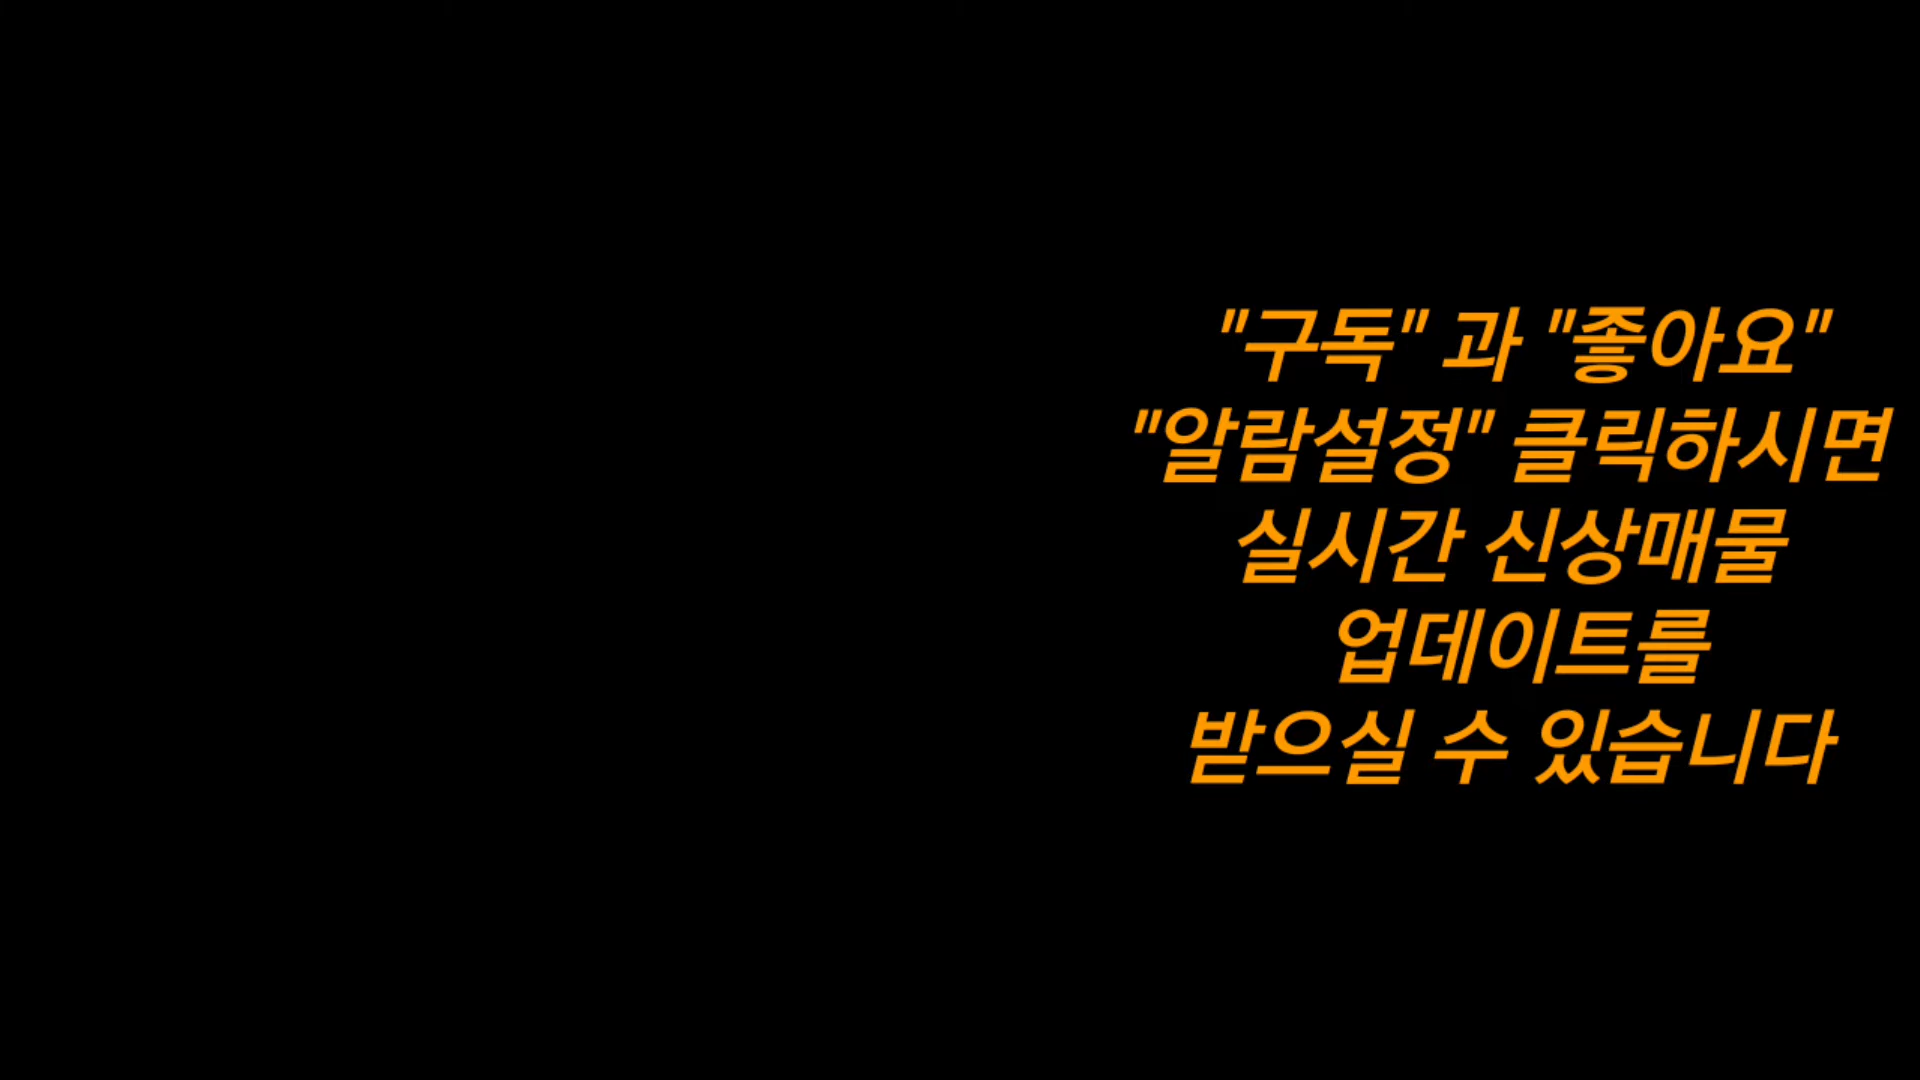 "구독" 과 "좋아요"
"알람설정" 클릭하시면
실시간 신상매물
업데이트를
받으실 수 있습니다